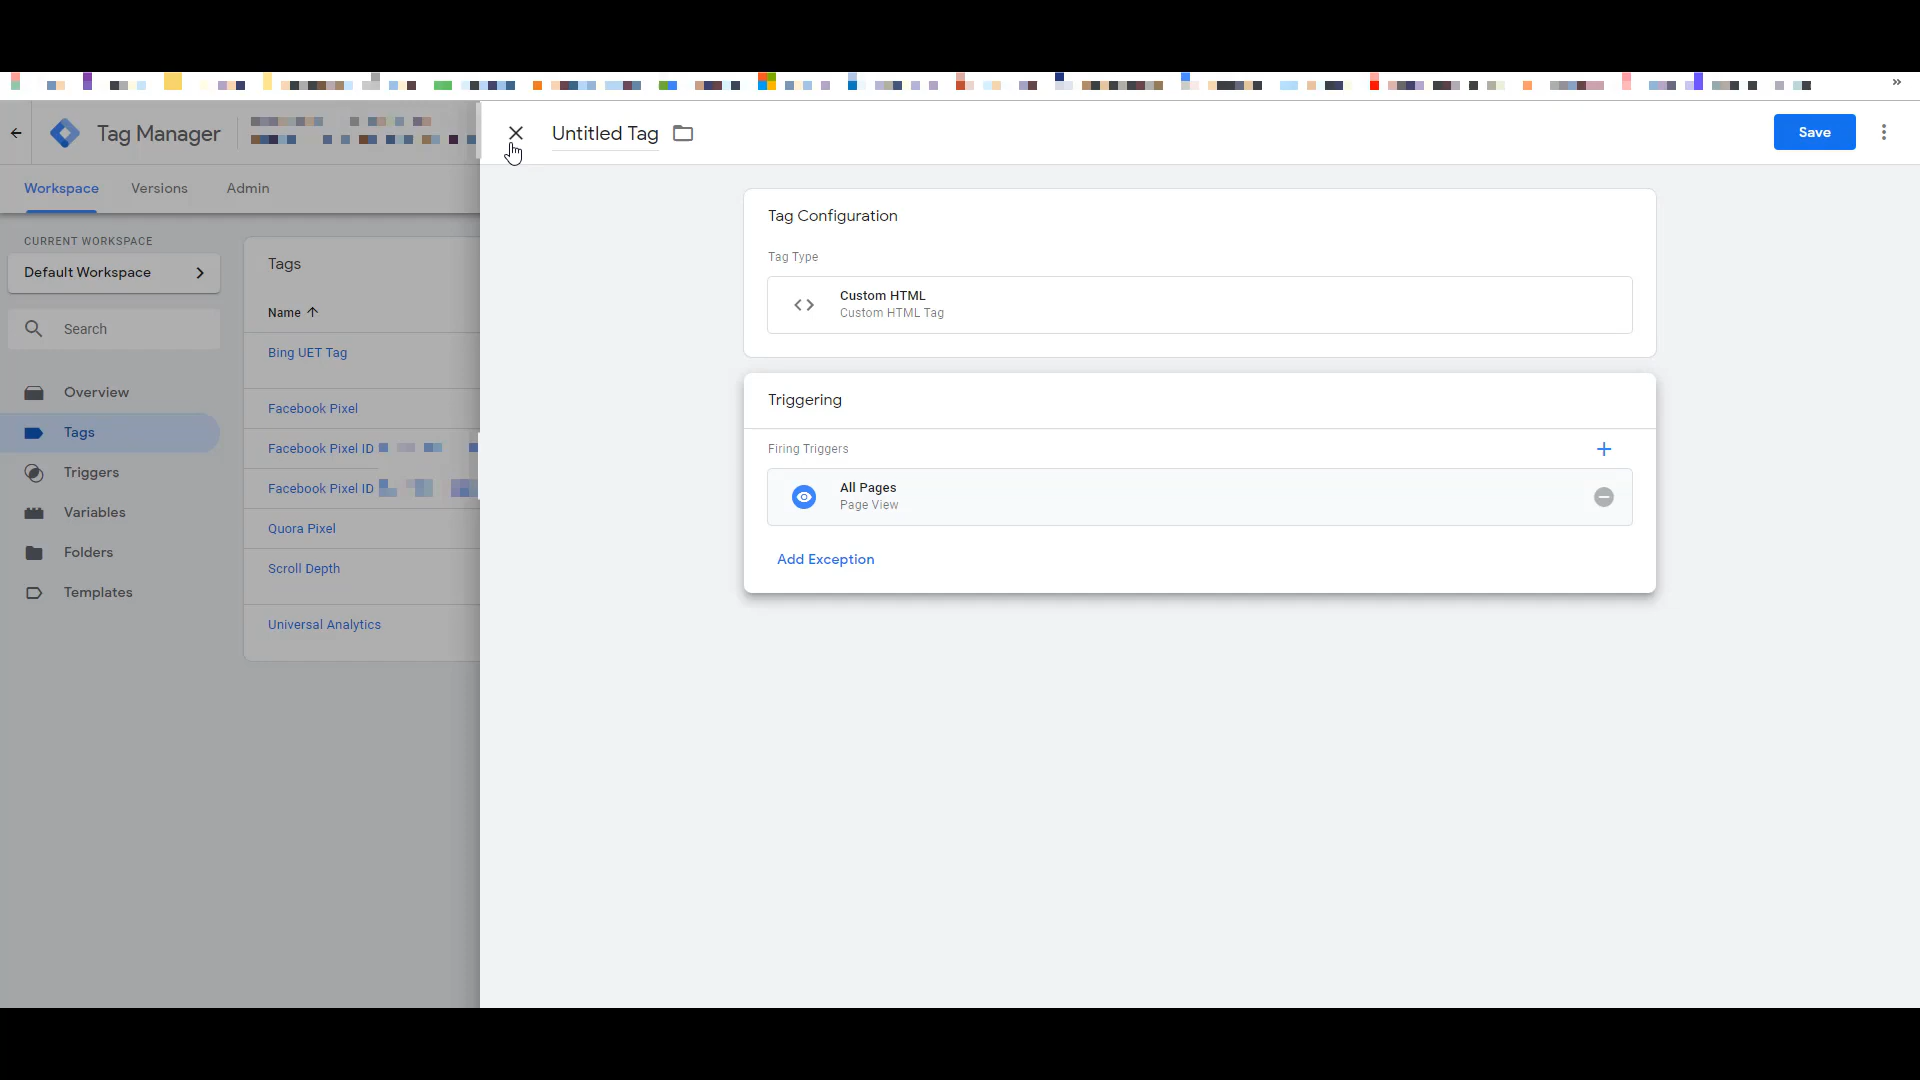 »
Tag Manager
Untitled Tag
Save
Workspace
Versions
Admin
CURRENT WORKSPACE
Default Workspace
Search
Overview
Tags
Triggers
Variables
Folders
Templates
Tags
Name
Bing UET Tag
Facebook Pixel
Facebook Pixel ID
Facebook Pixel ID
Quora Pixel
Scroll Depth
Universal Analytics
Tag Configuration
Tag Type
Custom HTML
Custom HTML Tag
Triggering
Firing Triggers
All Pages
Page View
Add Exception